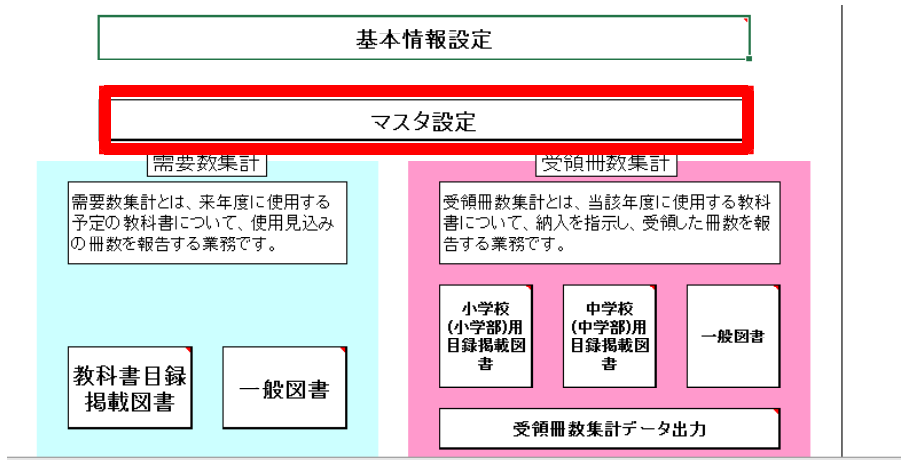 基本情報設定
マスタ設定
需要数集計
需要数集計とは、来年度に使用する
予定の教科書について、使用見込み
の冊数を報告する業務です。
教科書目録
掲載図書
一般図書
受領冊数集計
受領冊数集計とは、当該年度に使用する教科
書について、納入を指示し、受領した冊数を報
告する業務です。
小学校
(小学部)用
目録掲載図
書
中学校
(中学部)用
目録掲載図
書
一般図書
受領冊数集計データ出力